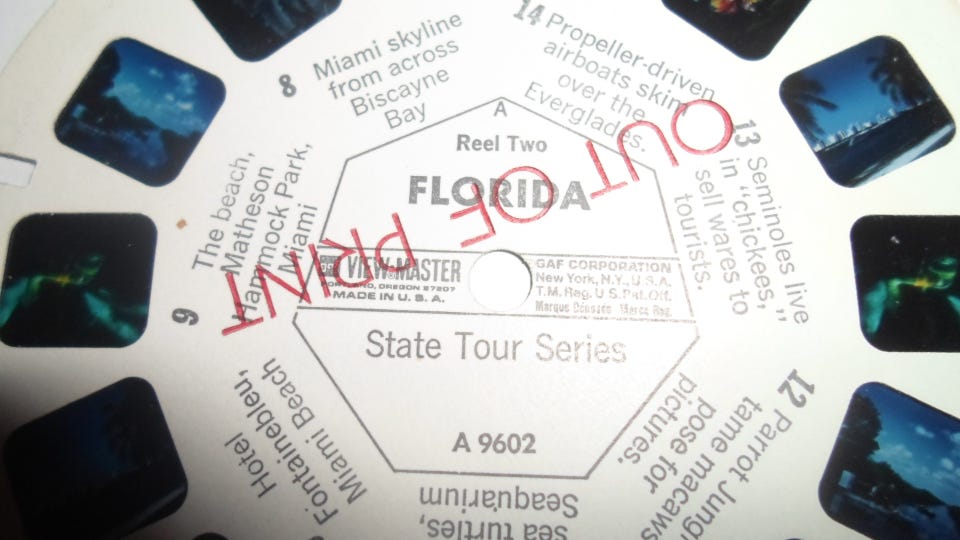 A
Reel Two
FLORIDA
VIEW-MASTER
PORTLAND, OREGON 97207
MADE IN U. S. A.
GAF CORPORATION
New York, N.Y., U.S.A.
T.M. Reg. U.S. Pat. Off.
Marque Déposée Marca Reg.
State Tour Series
A 9602
OUT OF PRINT
8
Miami skyline
from across
Biscayne
Bay
9
The beach,
Matheson
Hammock Park,
Miami
Hotel
Fontainebleu,
Miami Beach
sea turtles,
Seaquarium
12
Parrot
tame macaws
pose for
pictures.
13
Seminoles live
in "chickees,"
sell wares to
tourists.
14
Propeller-driven
airboats skim
over the
Everglades.